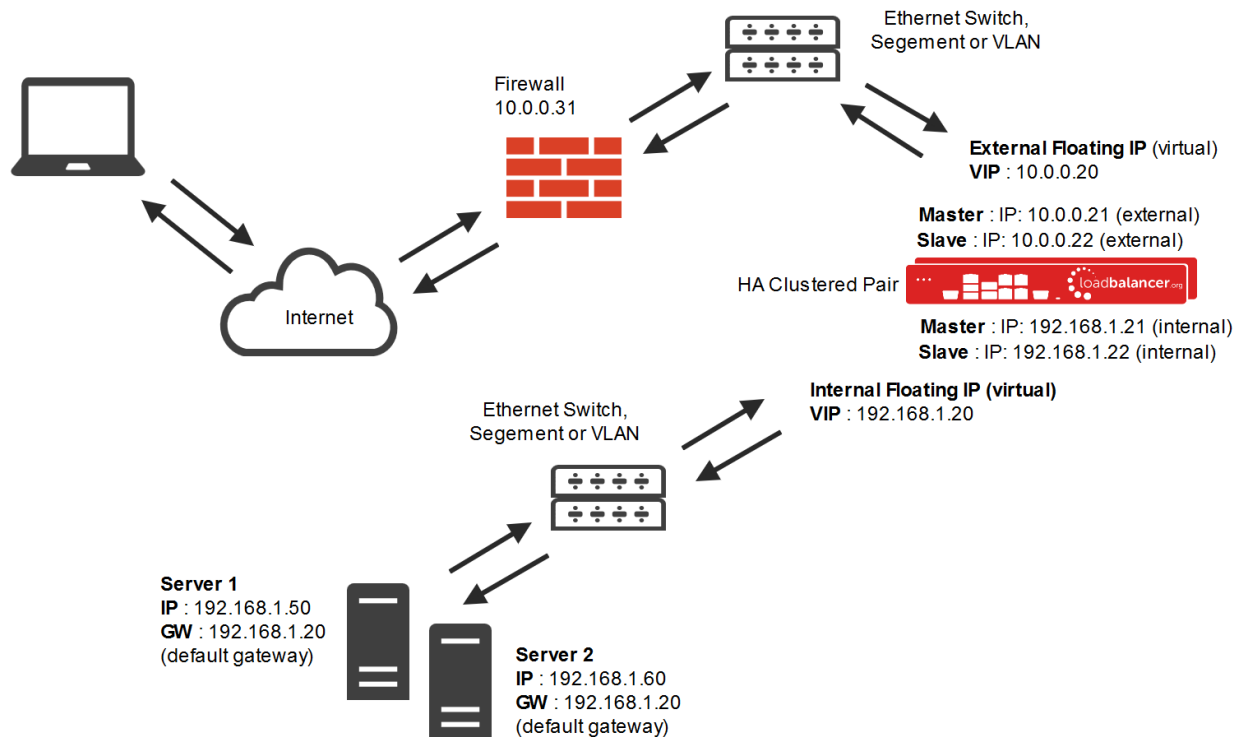 Ethernet Switch,
Segement or VLAN
Firewall
10.0.0.31
External Floating IP (virtual)
VIP : 10.0.0.20
Master : IP: 10.0.0.21 (external)
Slave : IP: 10.0.0.22 (external)
HA Clustered Pair
loadbalancer.org
Internet
Master : IP: 192.168.1.21 (internal)
Slave : IP: 192.168.1.22 (internal)
Internal Floating IP (virtual)
VIP : 192.168.1.20
Ethernet Switch,
Segement or VLAN
Server 1
IP : 192.168.1.50
GW : 192.168.1.20
(default gateway)
Server 2
IP : 192.168.1.60
GW : 192.168.1.20
(default gateway)